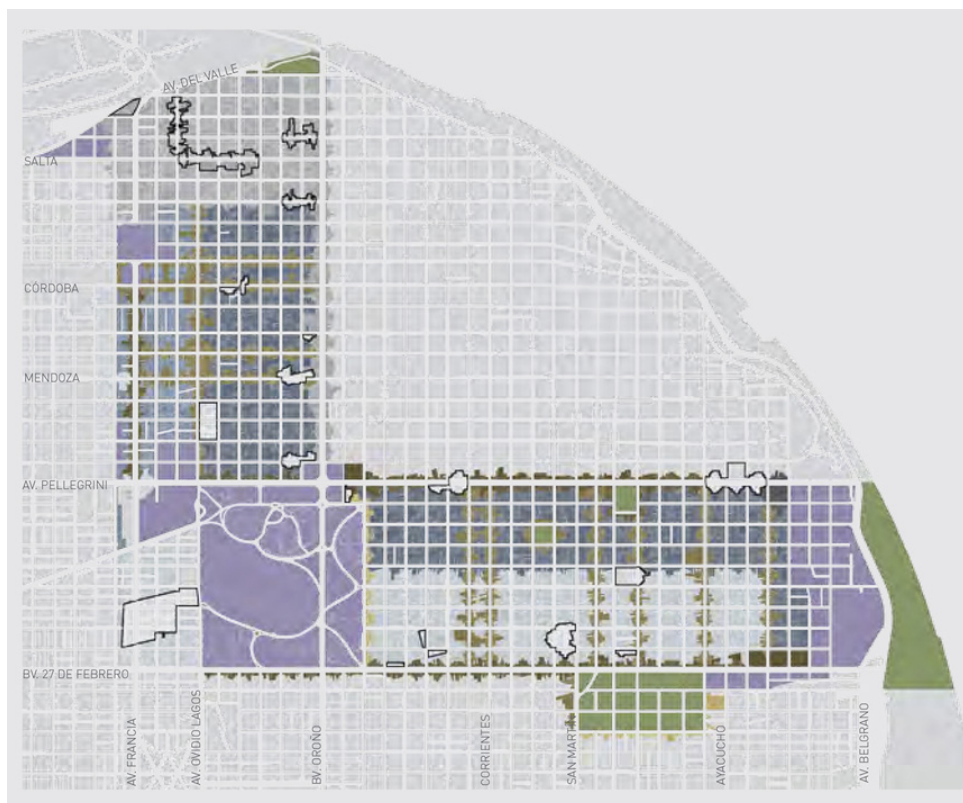 AV. DEL VALLE
SALTA
CÓRDOBA
MENDOZA
AV. PELLEGRINI
BV. 27 DE FEBRERO
AV. FRANCIA
AV. OVIDIO LAGOS
BV. OROÑO
CORRIENTES
SAN MARTÍN
AYACUCHO
AV. BELGRANO